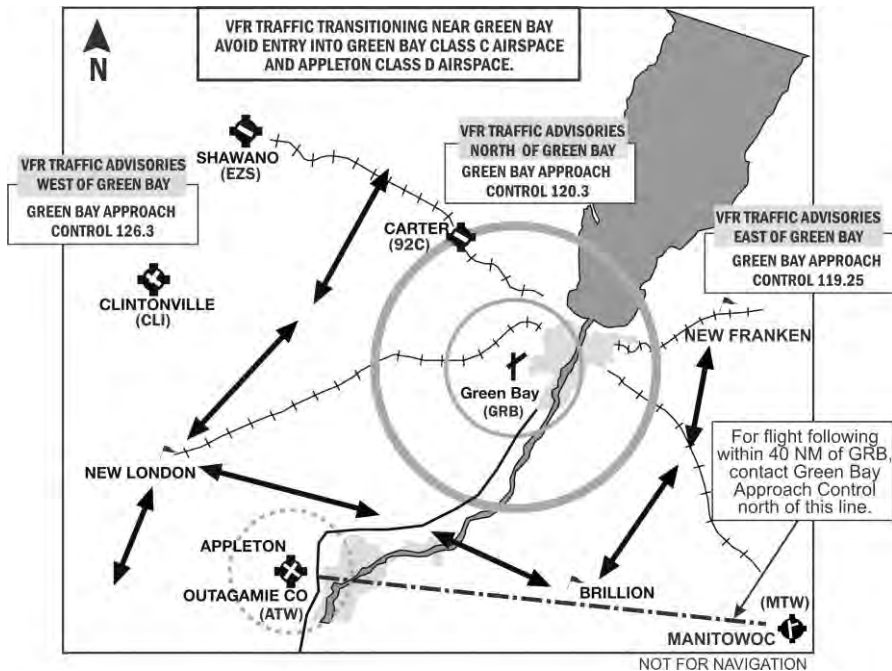 VFR TRAFFIC TRANSITIONING NEAR GREEN BAY
AVOID ENTRY INTO GREEN BAY CLASS C AIRSPACE
AND APPLETON CLASS D AIRSPACE.
N
VFR TRAFFIC ADVISORIES
NORTH OF GREEN BAY
GREEN BAY APPROACH
CONTROL 120.3
SHAWANO
(EZS)
VFR TRAFFIC ADVISORIES
WEST OF GREEN BAY
GREEN BAY APPROACH
CONTROL 126.3
VFR TRAFFIC ADVISORIES
EAST OF GREEN BAY
GREEN BAY APPROACH
CONTROL 119.25
CARTER
(92C)
CLINTONVILLE
(CLI)
NEW FRANKEN
Green Bay
(GRB)
For flight following
within 40 NM of GRB,
contact Green Bay
Approach Control
north of this line.
NEW LONDON
APPLETON
OUTAGAMIE CO
(ATW)
BRILLION
(MTW)
MANITOWOC
NOT FOR NAVIGATION